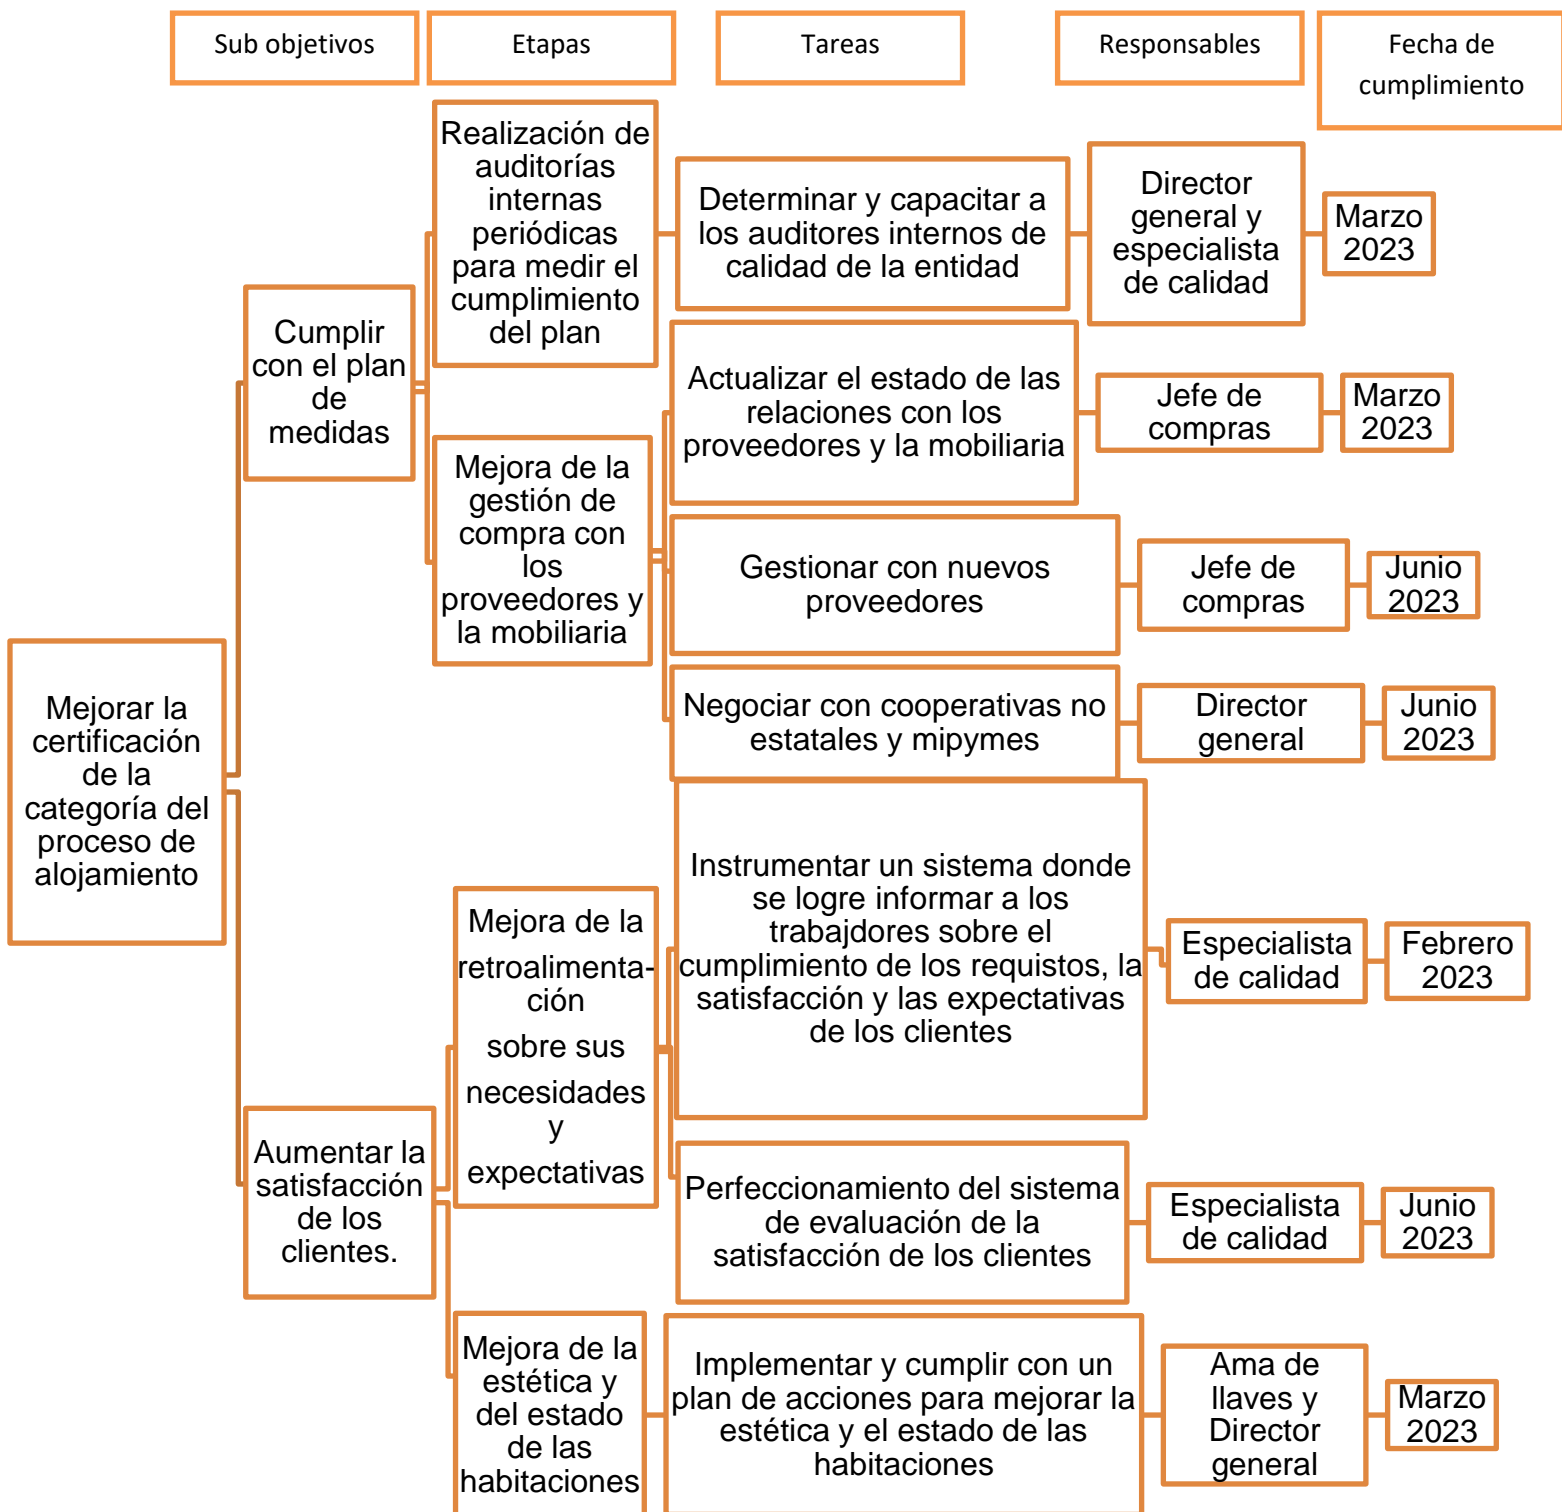 Sub objetivos
Etapas
Tareas
Responsables
Fecha de
cumplimiento
Mejorar la
certificación
de la
categoría del
proceso de
alojamiento
Cumplir
con el plan
de
medidas
Realización de
auditorías
internas
periódicas
para medir el
cumplimiento
del plan
Determinar y capacitar a
los auditores internos de
calidad de la entidad
Director
general y
especialista
de calidad
Marzo
2023
Mejora de la
gestión de
compra con
los
proveedores y
la mobiliaria
Actualizar el estado de las
relaciones con los
proveedores y la mobiliaria
Jefe de
compras
Marzo
2023
Gestionar con nuevos
proveedores
Jefe de
compras
Junio
2023
Negociar con cooperativas no
estatales y mipymes
Director
general
Junio
2023
Aumentar la
satisfacción
de los
clientes.
Mejora de la
retroalimenta-
ción
sobre sus
necesidades
y
expectativas
Instrumentar un sistema donde
se logre informar a los
trabajdores sobre el
cumplimiento de los requistos, la
satisfacción y las expectativas
de los clientes
Especialista
de calidad
Febrero
2023
Perfeccionamiento del sistema
de evaluación de la
satisfacción de los clientes
Especialista
de calidad
Junio
2023
Mejora de la
estética y
del estado
de las
habitaciones
Implementar y cumplir con un
plan de acciones para mejorar la
estética y el estado de las
habitaciones
Ama de
llaves y
Director
general
Marzo
2023